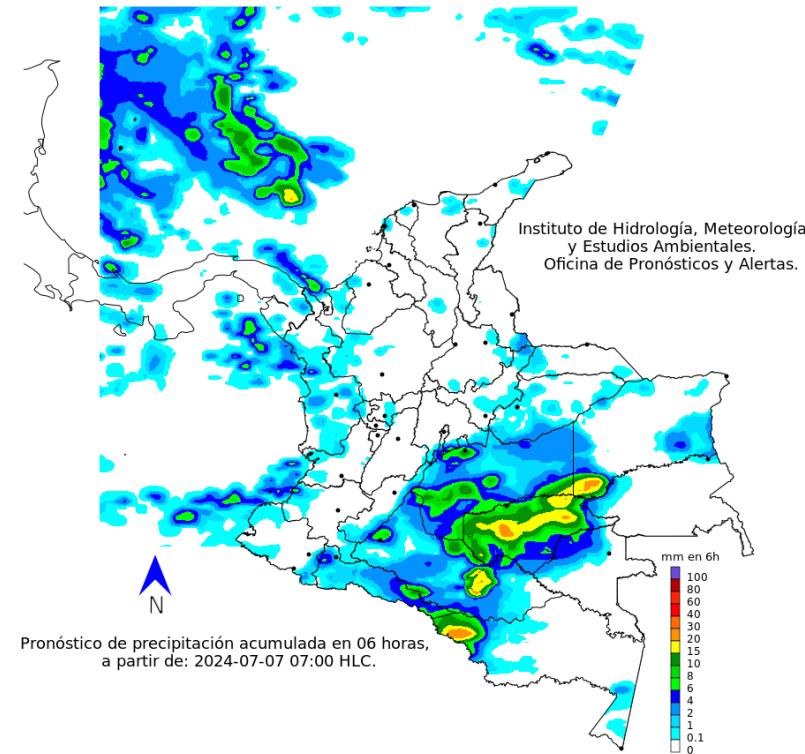 Instituto de Hidrología, Meteorología
y Estudios Ambientales.
Oficina de Pronósticos y Alertas.
mm en 6h
100
80
60
40
30
20
15
10
8
6
4
2
1
0.1
0
N
Pronóstico de precipitación acumulada en 06 horas,
a partir de: 2024-07-07 07:00 HLC.